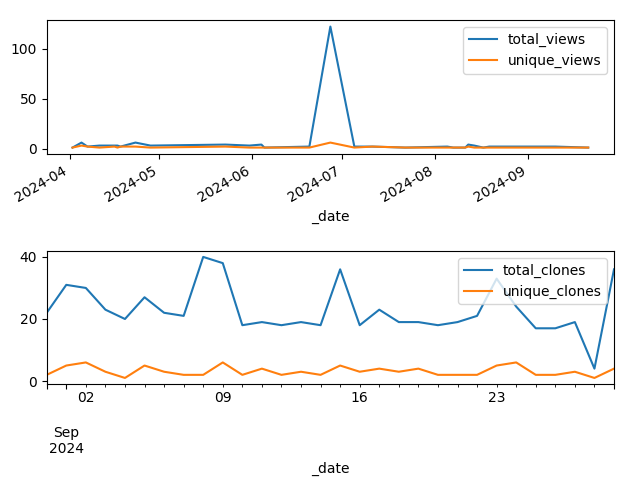 100
50
0
total_views
unique_views
2024-04
2024-05
2024-06
2024-07
2024-08
2024-09
_date
40
20
0
total_clones
unique_clones
02
09
16
23
Sep
2024
_date